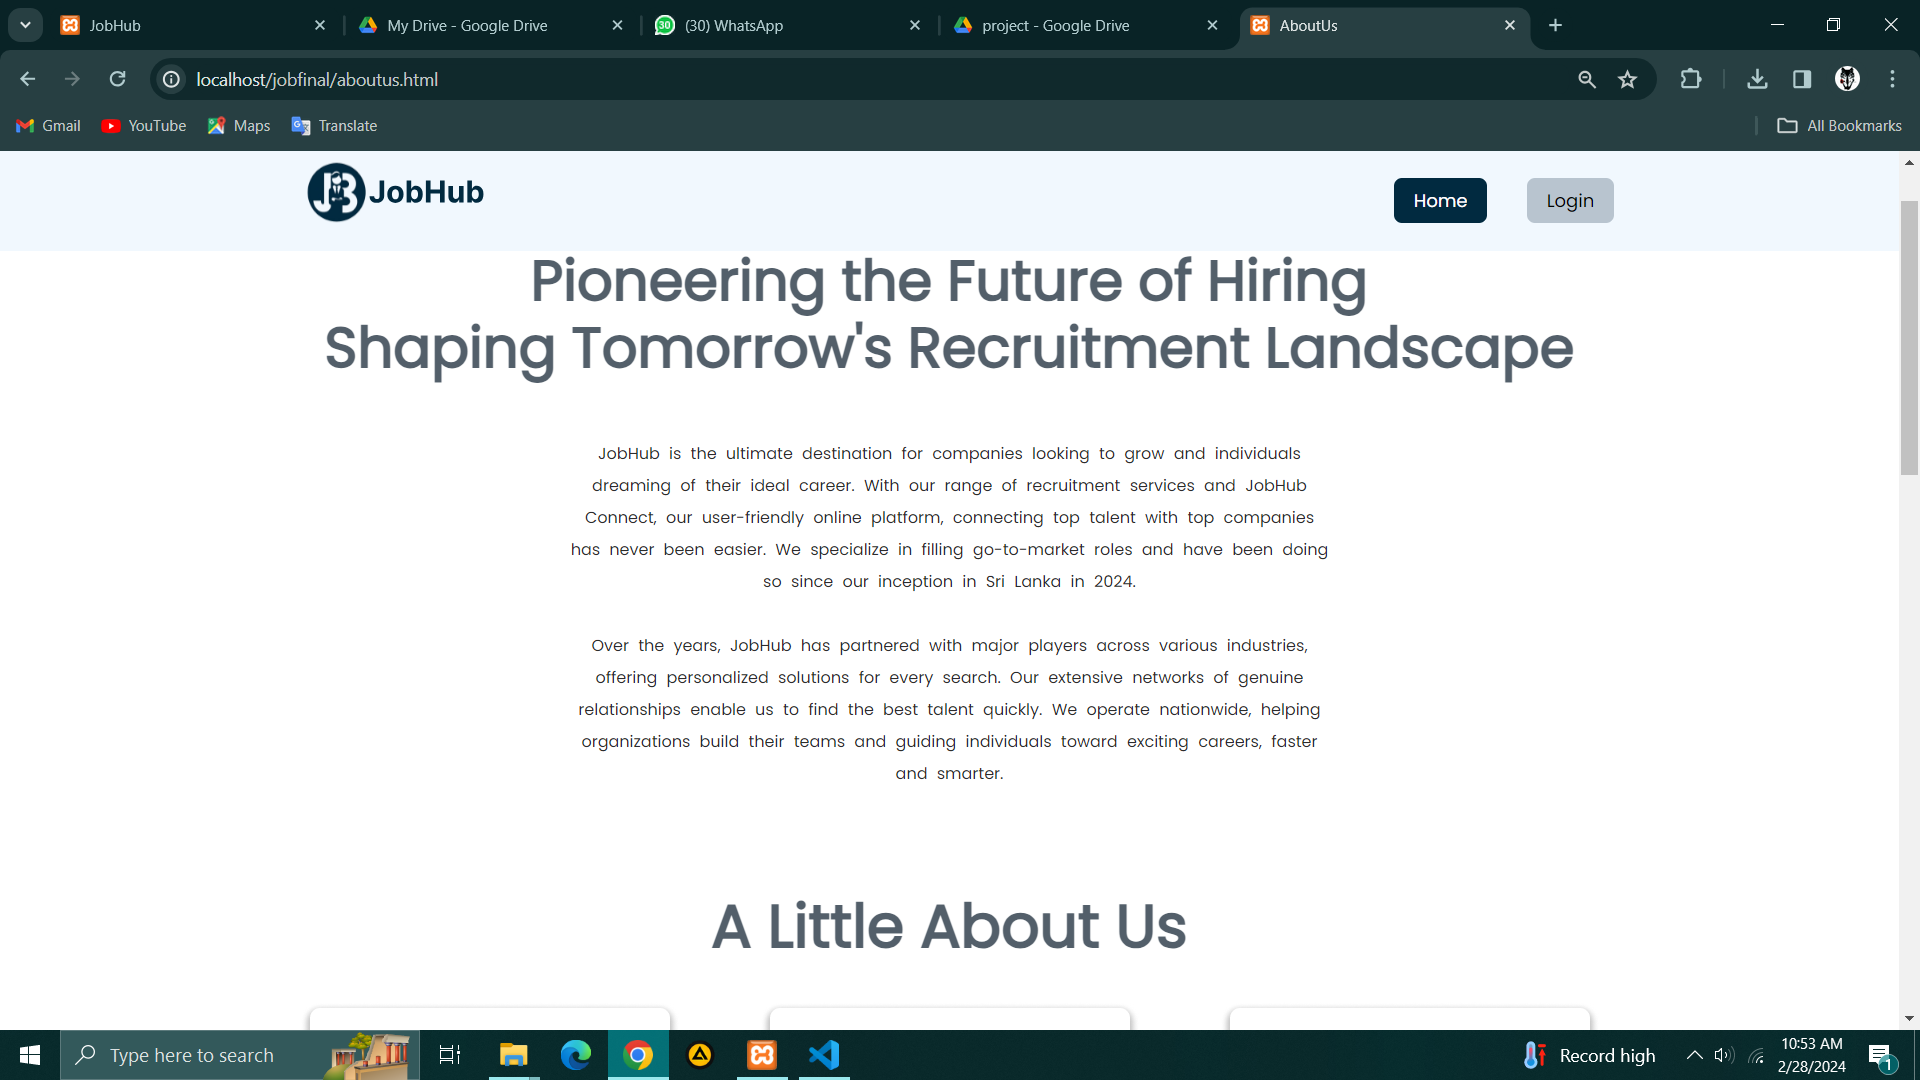 JobHub
My Drive - Google Drive
(30) WhatsApp
project - Google Drive
AboutUs
localhost/jobfinal/aboutus.html
Gmail
YouTube
Maps
Translate
All Bookmarks
JobHub
Home
Login
Pioneering the Future of Hiring
Shaping Tomorrow's Recruitment Landscape
JobHub is the ultimate destination for companies looking to grow and individuals
dreaming of their ideal career. With our range of recruitment services and JobHub
Connect, our user-friendly online platform, connecting top talent with top companies
has never been easier. We specialize in filling go-to-market roles and have been doing
so since our inception in Sri Lanka in 2024.
Over the years, JobHub has partnered with major players across various industries,
offering personalized solutions for every search. Our extensive networks of genuine
relationships enable us to find the best talent quickly. We operate nationwide, helping
organizations build their teams and guiding individuals toward exciting careers, faster
and smarter.
A Little About Us
Type here to search
Record high
10:53 AM
2/28/2024
1